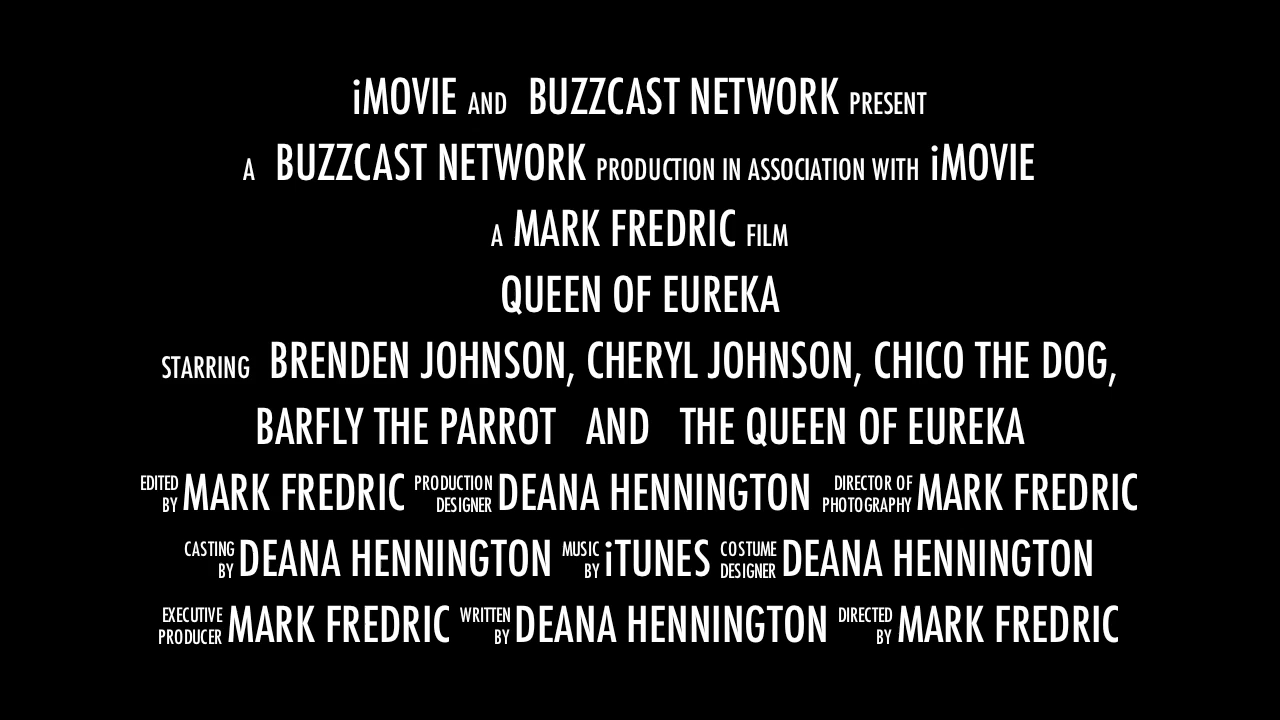 iMOVIE AND BUZZCAST NETWORK PRESENT
A BUZZCAST NETWORK PRODUCTION IN ASSOCIATION WITH iMOVIE
A MARK FREDRIC FILM
QUEEN OF EUREKA
STARRING BRENDEN JOHNSON, CHERYL JOHNSON, CHICO THE DOG,
BARFLY THE PARROT AND THE QUEEN OF EUREKA
EDITED BY MARK FREDRIC PRODUCTION DESIGNER DEANA HENNINGTON DIRECTOR OF PHOTOGRAPHY MARK FREDRIC
CASTING BY DEANA HENNINGTON MUSIC BY iTUNES COSTUME DESIGNER DEANA HENNINGTON
EXECUTIVE PRODUCER MARK FREDRIC WRITTEN BY DEANA HENNINGTON DIRECTED BY MARK FREDRIC